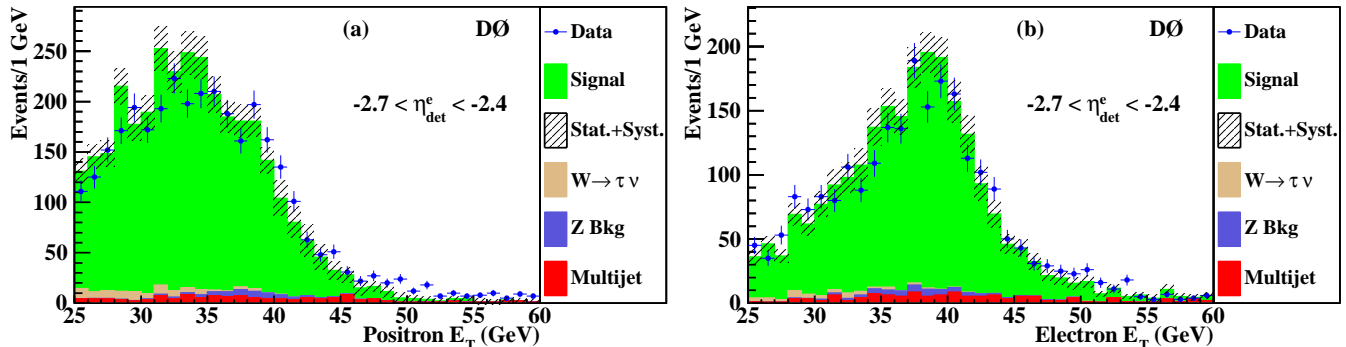 Events/1 GeV
250
200
150
100
50
0
25 30 35 40 45 50 55 60
Positron E_T (GeV)
(a) DØ
-2.7 < η^e_det < -2.4
Data
Signal
Stat.+Syst.
W→ τ ν
Z Bkg
Multijet
Events/1 GeV
200
150
100
50
0
25 30 35 40 45 50 55 60
Electron E_T (GeV)
(b) DØ
-2.7 < η^e_det < -2.4
Data
Signal
Stat.+Syst.
W→ τ ν
Z Bkg
Multijet